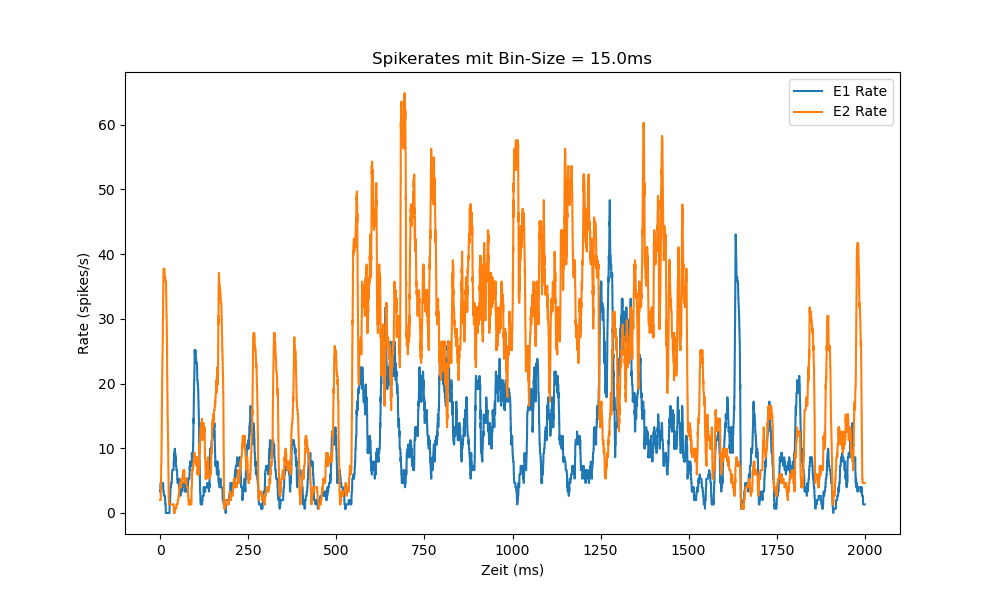 Spikerates mit Bin-Size = 15.0ms
E1 Rate
E2 Rate
Rate (spikes/s)
60
50
40
30
20
10
0
0 250 500 750 1000 1250 1500 1750 2000
Zeit (ms)